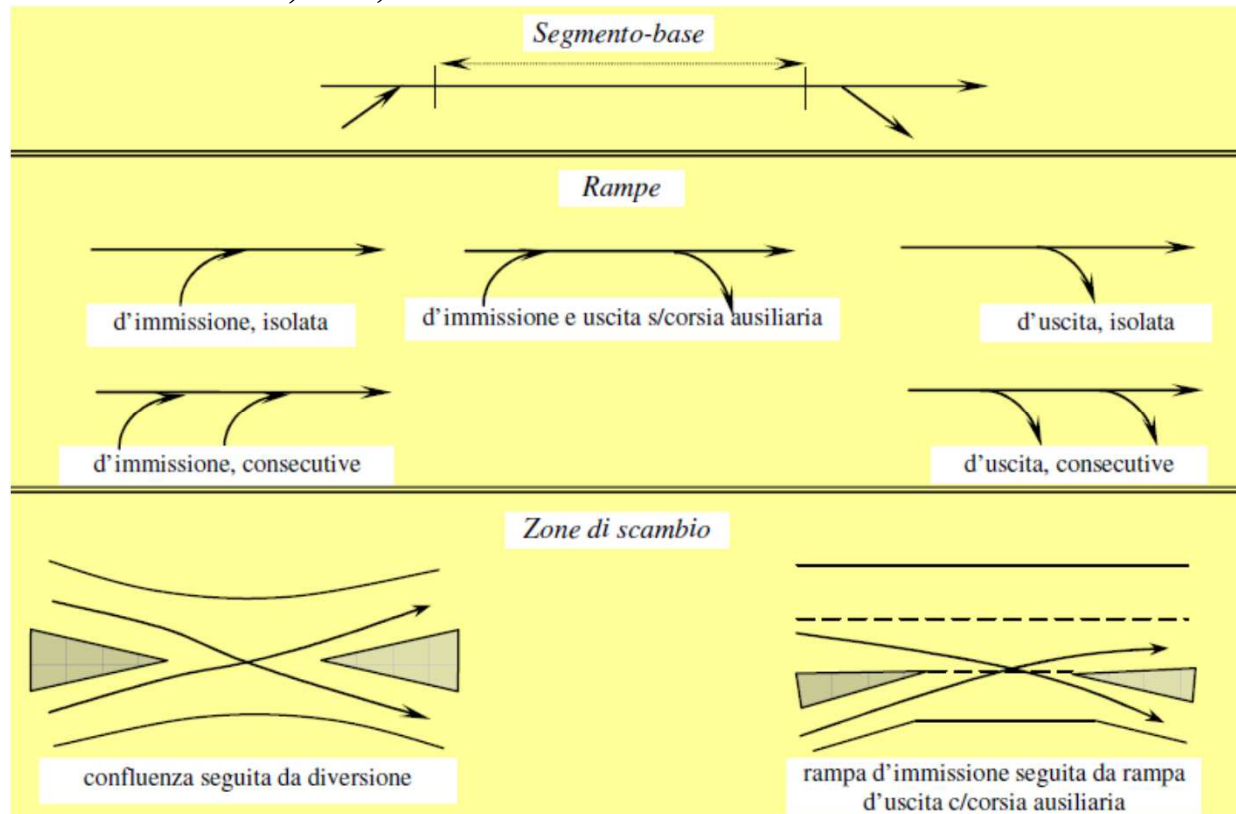 Segmento-base
Rampe
d'immissione, isolata
d'immissione e uscita s/corsia ausiliaria
d'uscita, isolata
d'immissione, consecutive
d'uscita, consecutive
Zone di scambio
confluenza seguita da diversione
rampa d'immissione seguita da rampa
d'uscita c/corsia ausiliaria